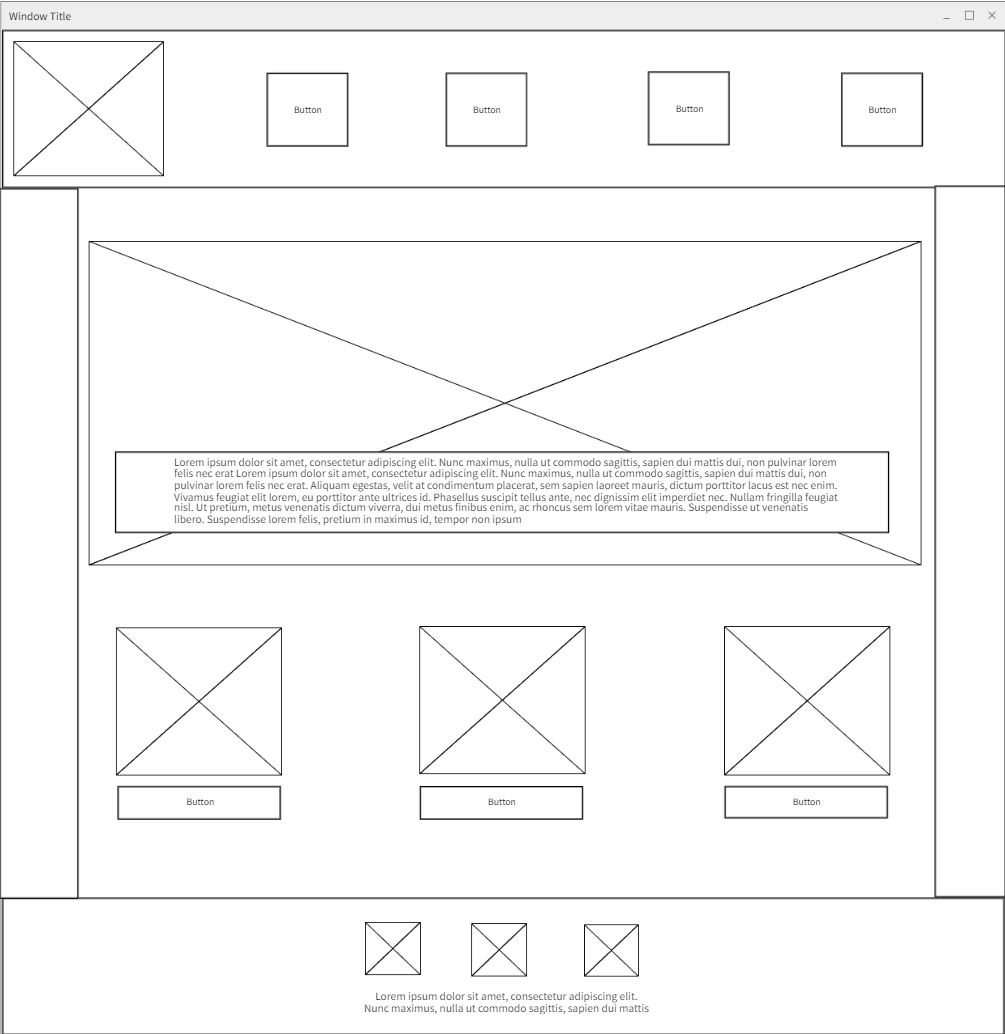 Window Title
Button
Button
Button
Button
Lorem ipsum dolor sit amet, consectetur adipiscing elit. Nunc maximus, nulla ut commodo sagittis, sapien dui mattis dui, non pulvinar lorem
felis nec erat Lorem ipsum dolor sit amet, consectetur adipiscing elit. Nunc maximus, nulla ut commodo sagittis, sapien dui mattis dui, non
pulvinar lorem felis nec erat. Aliquam egestas, velit at condimentum placerat, sem sapien laoreet mauris, dictum porttitor lacus est nec enim.
Vivamus feugiat elit lorem, eu porttitor ante ultrices id. Phasellus suscipit tellus ante, nec dignissim elit imperdiet nec. Nullam fringilla feugiat
nisl. Ut pretium, metus venenatis dictum viverra, dui metus finibus enim, ac rhoncus sem lorem vitae mauris. Suspendisse ut venenatis
libero. Suspendisse lorem felis, pretium in maximus id, tempor non ipsum
Button
Button
Button
Lorem ipsum dolor sit amet, consectetur adipiscing elit.
Nunc maximus, nulla ut commodo sagittis, sapien dui mattis